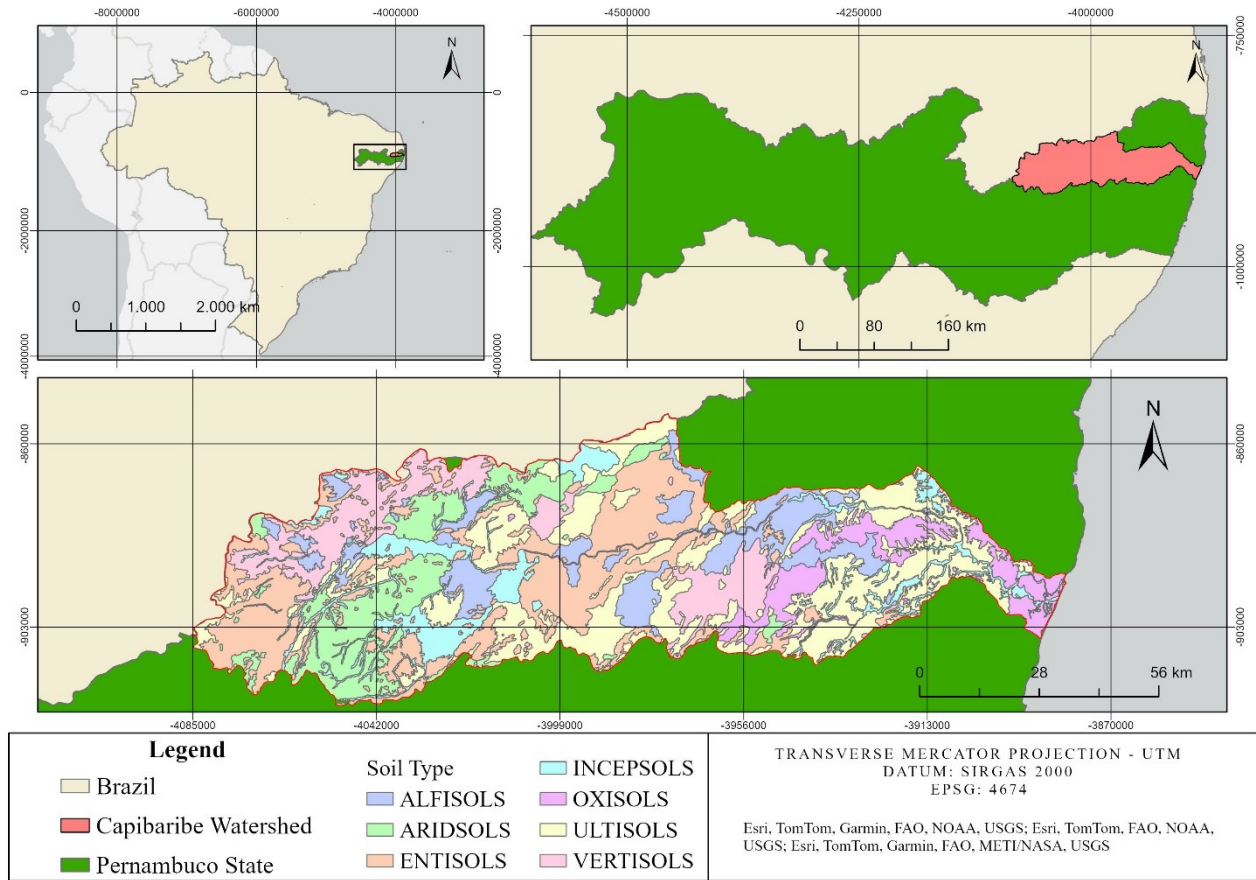 -8000000
-6000000
-4000000
N
0
0
-2000000
-2000000
-4000000
-4000000
0 1.000 2.000 km
-4500000
-4250000
-4000000
-750000
N
-1000000
0 80 160 km
-860000
-860000
N
-903000
-903000
0 28 56 km
-4085000
-4042000
-3999000
-3956000
-3913000
-3870000
Legend
Brazil
Capibaribe Watershed
Pernambuco State
Soil Type
ALFISOLS
ARIDSOLS
ENTISOLS
INCEPSOLS
OXISOLS
ULTISOLS
VERTISOLS
TRANSVERSE MERCATOR PROJECTION - UTM
DATUM: SIRGAS 2000
EPSG: 4674
Esri, TomTom, Garmin, FAO, NOAA, USGS; Esri, TomTom, FAO, NOAA,
USGS; Esri, TomTom, Garmin, FAO, METI/NASA, USGS